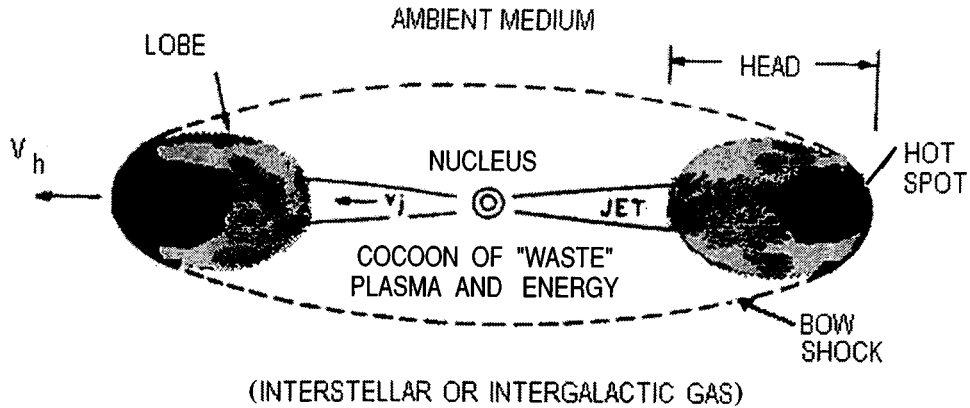 AMBIENT MEDIUM
LOBE
HEAD
V h
NUCLEUS
HOT
SPOT
vj
JET
COCOON OF "WASTE"
PLASMA AND ENERGY
BOW
SHOCK
(INTERSTELLAR OR INTERGALACTIC GAS)